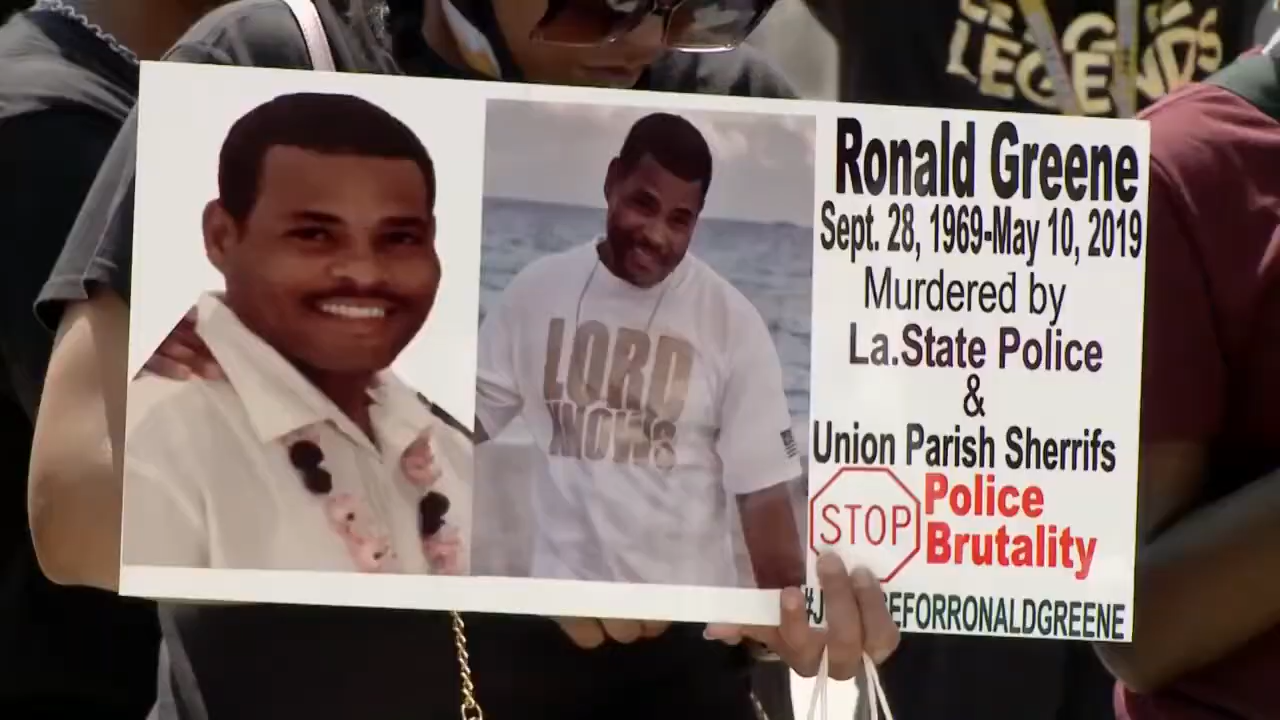 LEGENDS
LORD
KNOWS
Ronald Greene
Sept. 28, 1969-May 10, 2019
Murdered by
La.State Police
&
Union Parish Sherrifs
STOP
Police
Brutality
#J EFORRONALDGREENE